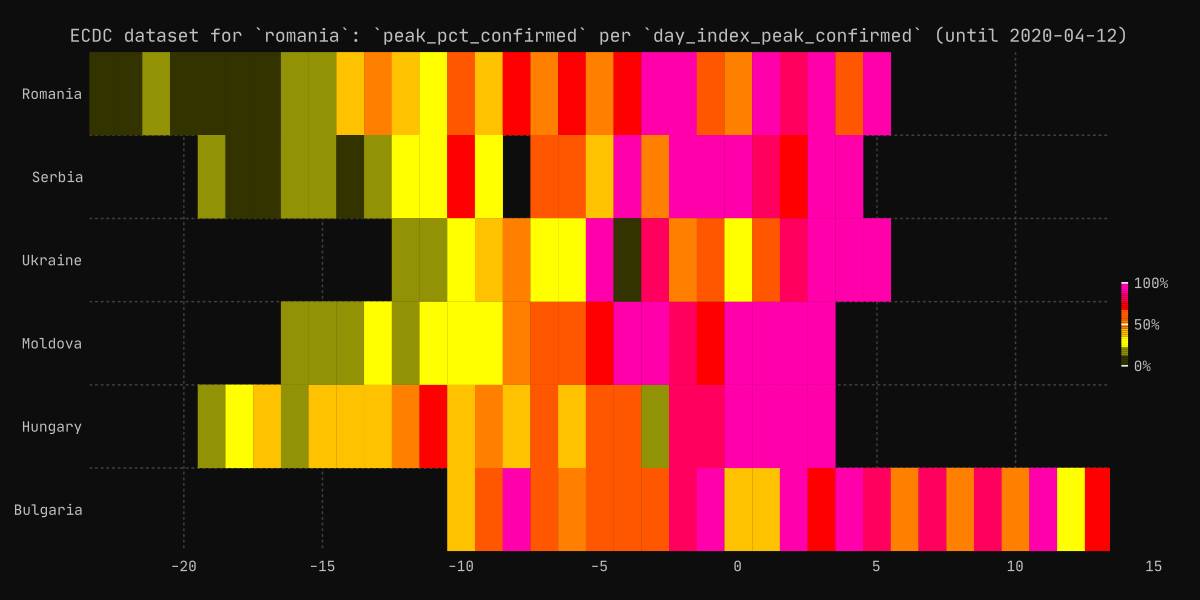 ECDC dataset for `romania`: `peak_pct_confirmed` per `day_index_peak_confirmed` (until 2020-04-12)
Romania
Serbia
Ukraine
Moldova
Hungary
Bulgaria
100%
50%
0%
-20 -15 -10 -5 0 5 10 15